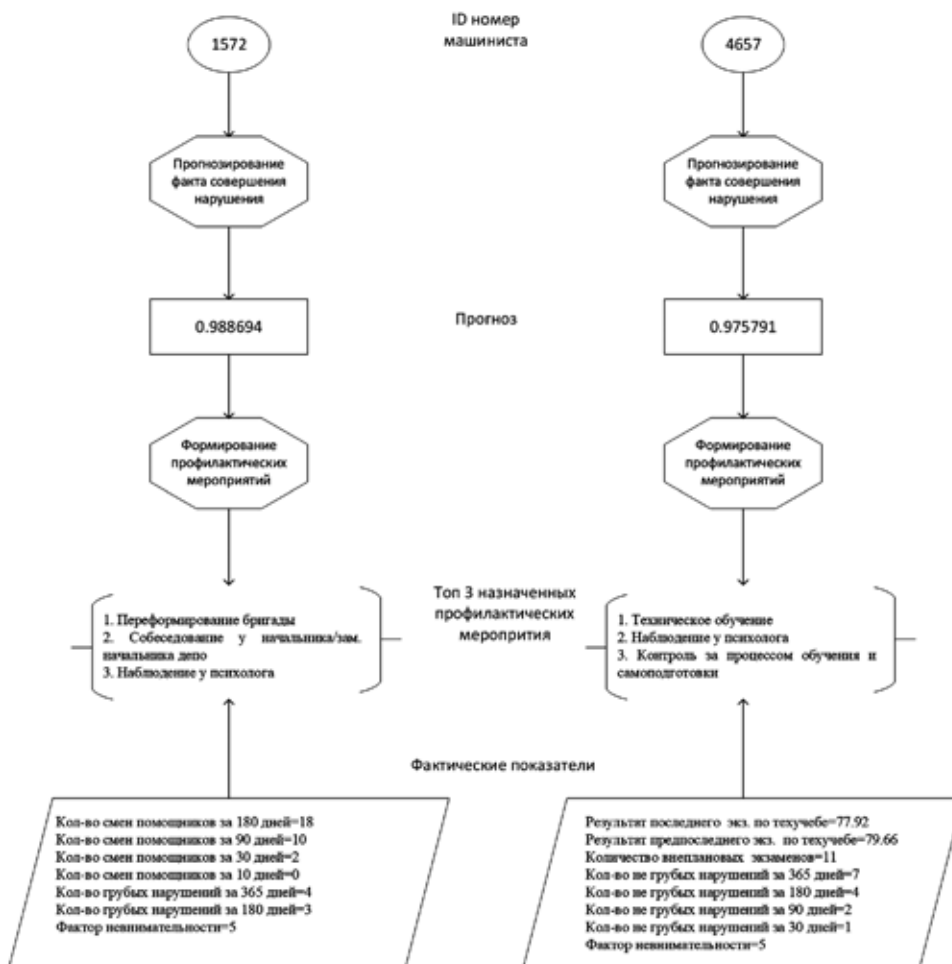 ID номер
машиниста
1572
4657
Прогнозирование
факта совершения
нарушения
Прогнозирование
факта совершения
нарушения
0.988694
Прогноз
0.975791
Формирование
профилактических
мероприятий
Формирование
профилактических
мероприятий
Топ 3 назначенных
профилактических
меропрития
1. Переформирование бригады
2. Собеседование у начальника/зам.
начальника депо
3. Наблюдение у психолога
1. Техническое обучение
2. Наблюдение у психолога
3. Контроль за процессом обучения и
самоподготовки
Фактические показатели
Кол-во смен помощников за 180 дней=18
Кол-во смен помощников за 90 дней=10
Кол-во смен помощников за 30 дней=2
Кол-во смен помощников за 10 дней=0
Кол-во грубых нарушений за 365 дней=4
Кол-во грубых нарушений за 180 дней=3
Фактор невнимательности=5
Результат последнего экз. по техучебе=77.92
Результат предпоследнего экз. по техучебе=79.66
Количество внеплановых экзаменов=11
Кол-во не грубых нарушений за 365 дней=7
Кол-во не грубых нарушений за 180 дней=4
Кол-во не грубых нарушений за 90 дней=2
Кол-во не грубых нарушений за 30 дней=1
Фактор невнимательности=5